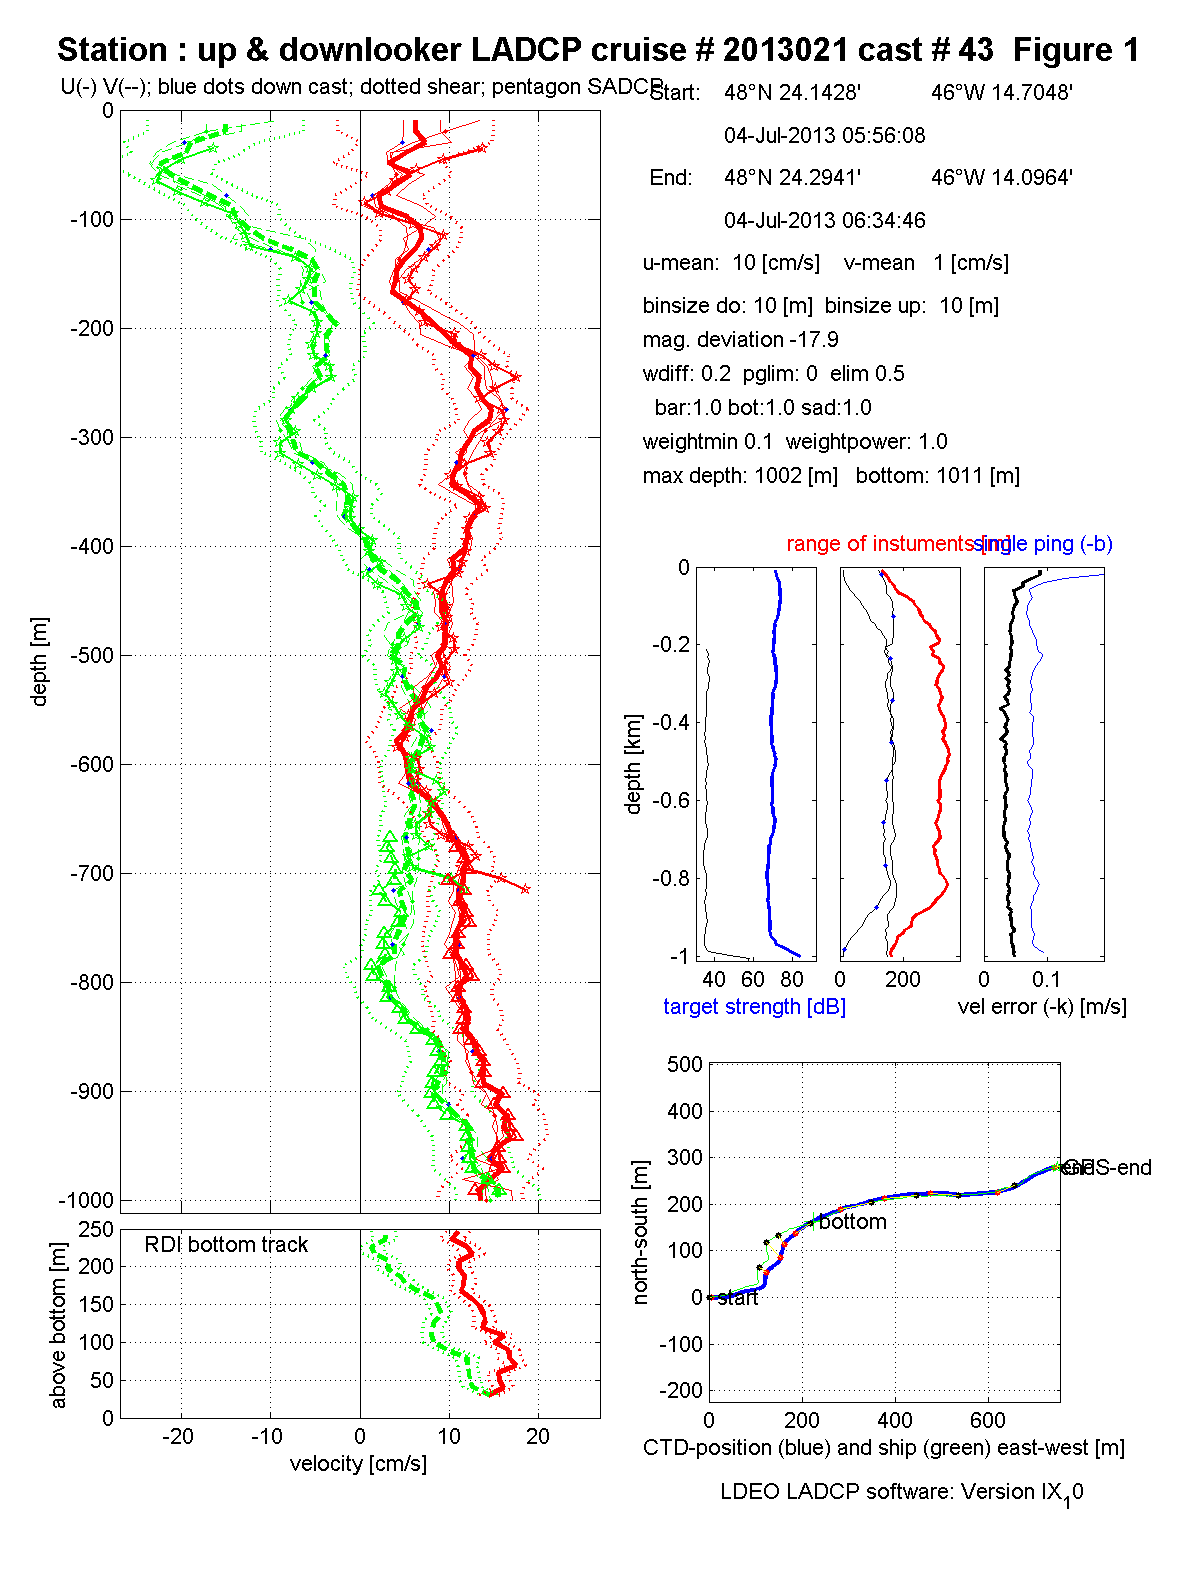 Station : up & downlooker LADCP cruise # 2013021 cast # 43  Figure 1
U(-) V(--); blue dots down cast; dotted shear; pentagon SADCP
Start: 48°N 24.1428' 46°W 14.7048'
04-Jul-2013 05:56:08
End: 48°N 24.2941' 46°W 14.0964'
04-Jul-2013 06:34:46
u-mean: 10 [cm/s] v-mean 1 [cm/s]
binsize do: 10 [m] binsize up: 10 [m]
mag. deviation -17.9
wdiff: 0.2 pglim: 0 elim 0.5
bar:1.0 bot:1.0 sad:1.0
weightmin 0.1 weightpower: 1.0
max depth: 1002 [m] bottom: 1011 [m]
0
-100
-200
-300
-400
-500
-600
-700
-800
-900
-1000
depth [m]
RDI bottom track
250
200
150
100
50
0
above bottom [m]
-20 -10 0 10 20
velocity [cm/s]
range of instuments [m]
single ping (-b)
0
-0.2
-0.4
-0.6
-0.8
-1
depth [km]
40 60 80
0 200
0 0.1
target strength [dB]
vel error (-k) [m/s]
500
400
300
200
100
0
-100
-200
north-south [m]
start
bottom
end
GPS-end
0 200 400 600
CTD-position (blue) and ship (green) east-west [m]
LDEO LADCP software: Version IX10